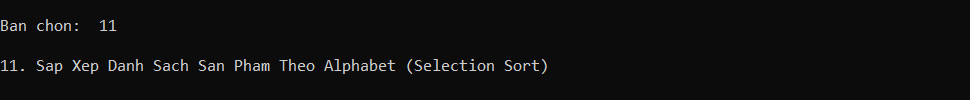 Ban chon:  11
11. Sap Xep Danh Sach San Pham Theo Alphabet (Selection Sort)